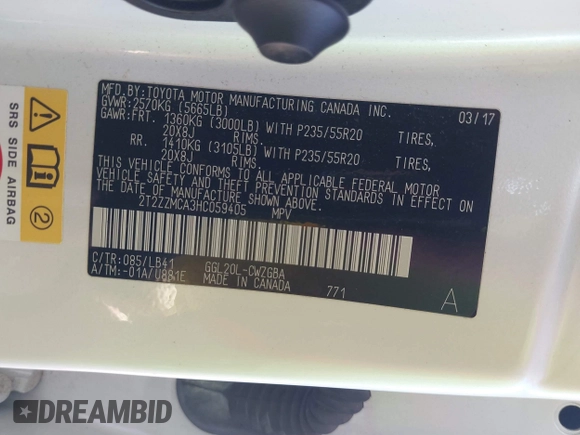 MFD.BY: TOYOTA MOTOR MANUFACTURING CANADA INC.
GVWR: 2570KG (5665LB) 03/17
GAWR: FRT. 1360KG (3000LB) WITH P235/55R20 TIRES,
20X8J RIMS.
RR. 1410KG (3105LB) WITH P235/55R20 TIRES,
20X8J RIMS.
THIS VEHICLE CONFORMS TO ALL APPLICABLE FEDERAL MOTOR
VEHICLE SAFETY AND THEFT PREVENTION STANDARDS IN EFFECT ON
THE DATE OF MANUFACTURE SHOWN ABOVE.
2T2ZZMCA3HC059405 MPV
C/TR: 085/LB41 GGL20L-CWZGBA
A/TM: -01A/U881E MADE IN CANADA 771 A
SRS SIDE AIRBAG
2
DREAMBID